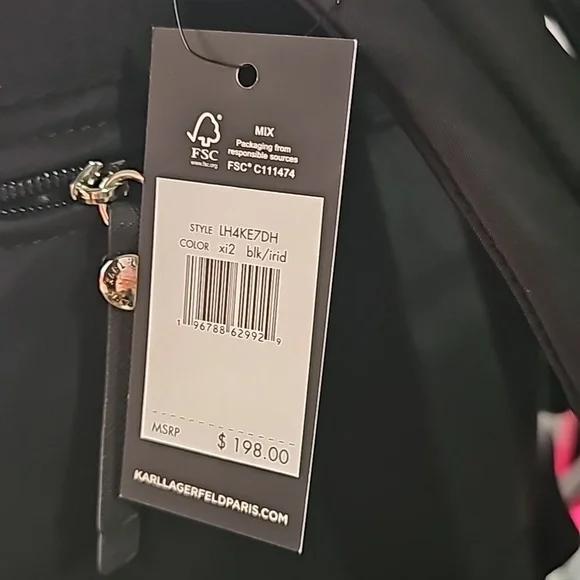 MIX
Packaging from
responsible sources
FSC® C111474
FSC
www.fsc.org
STYLE LH4KE7DH
COLOR xi2 blk/irid
1 96788 62992 9
MSRP $ 198.00
KARLLAGERFELDPARIS.COM